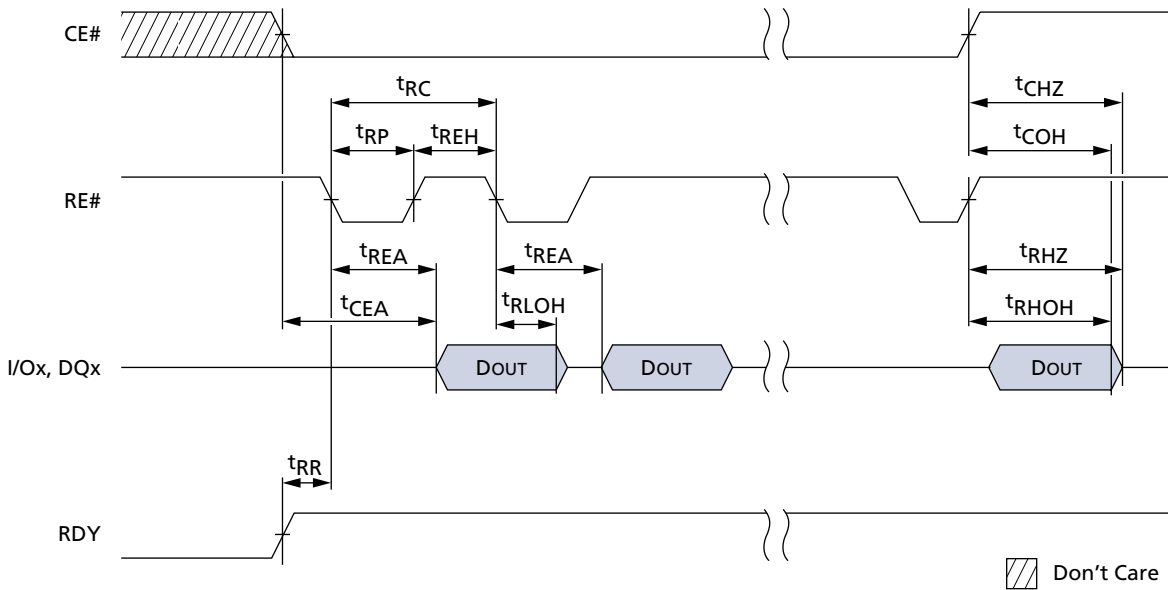 CE#
tRC
tCHZ
tRP
tREH
tCOH
RE#
tREA
tREA
tRHZ
tCEA
tRLOH
tRHOH
I/Ox, DQx
DOUT
DOUT
DOUT
tRR
RDY
Don't Care